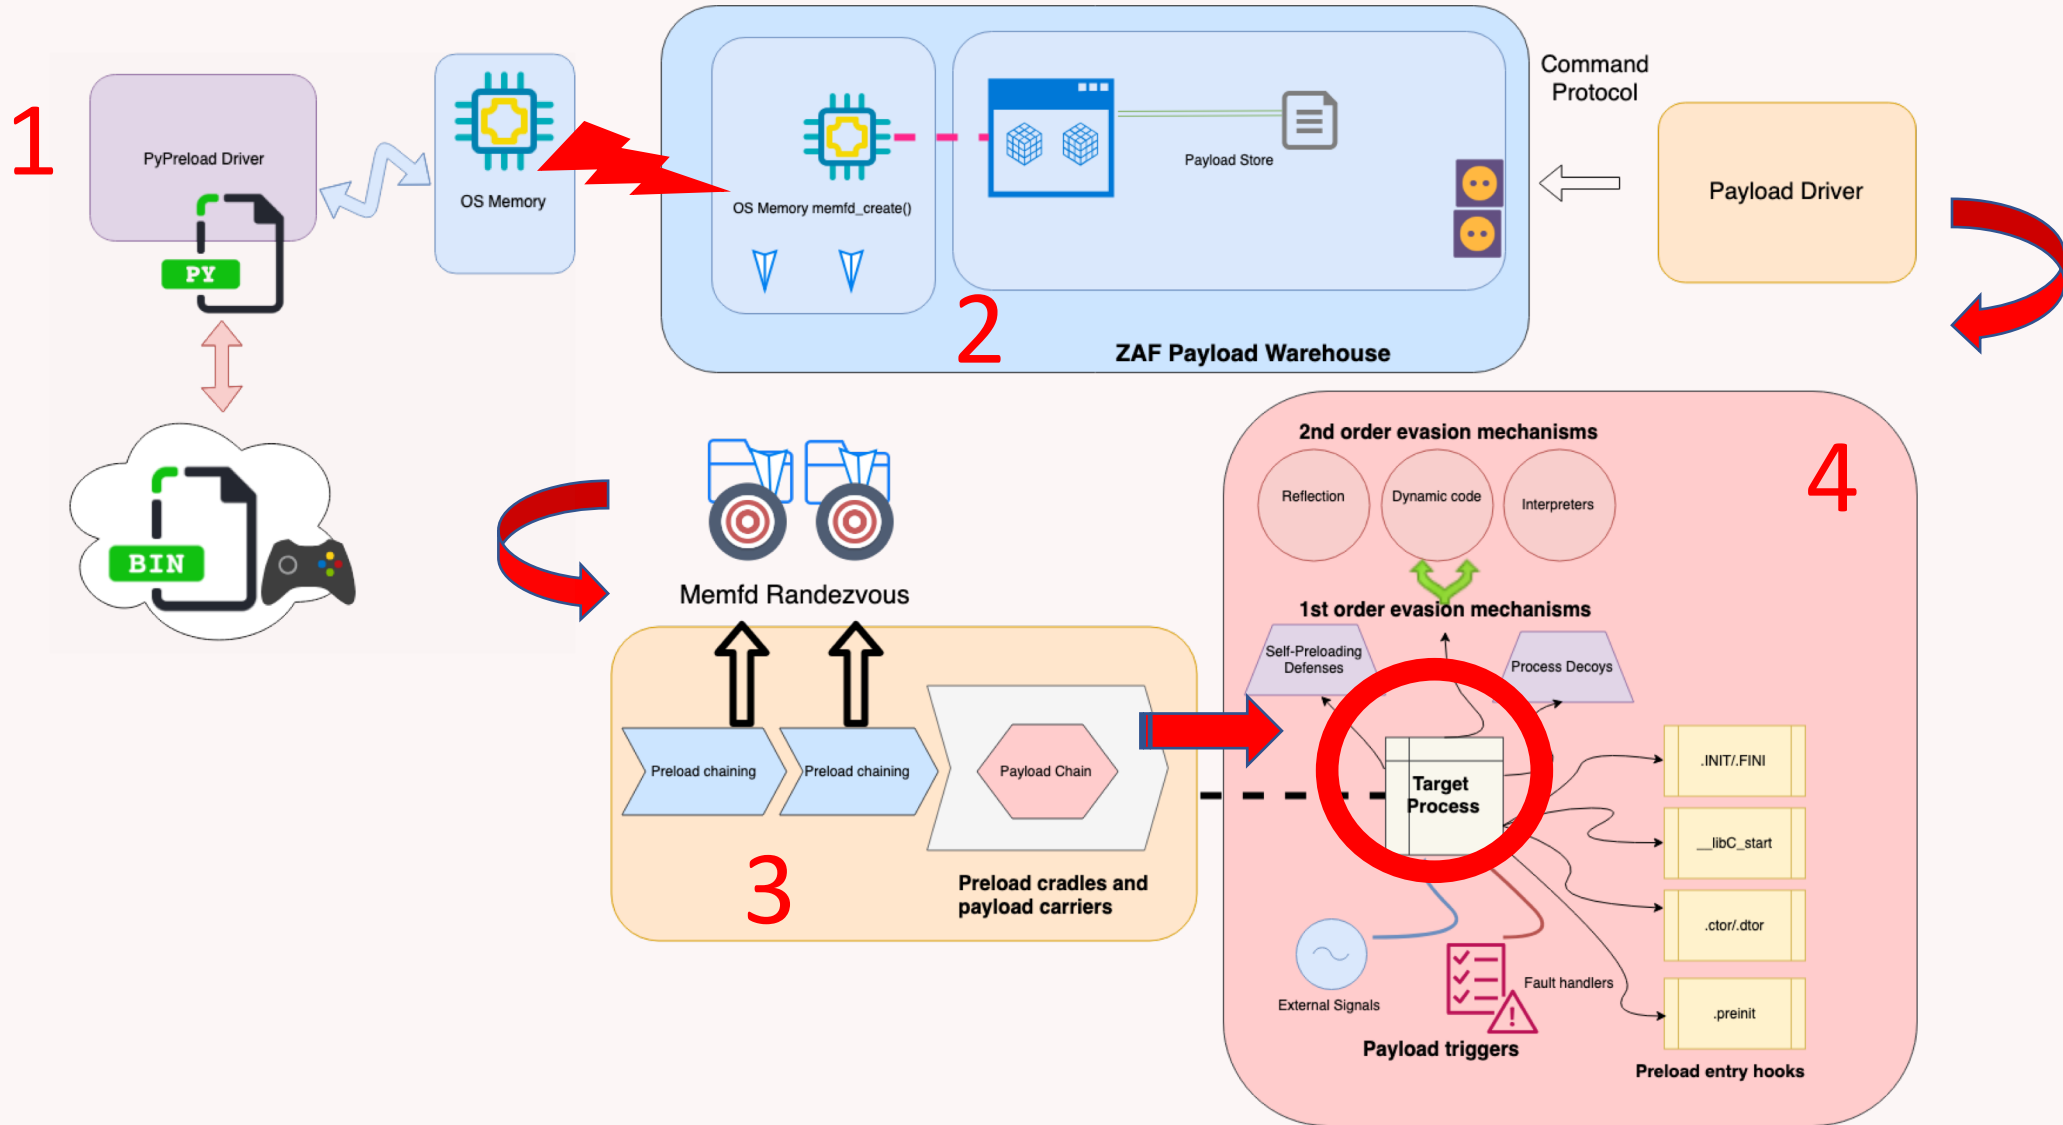 1
PyPreload Driver
PY
BIN
OS Memory
OS Memory memfd_create()
Payload Store
2
ZAF Payload Warehouse
Command
Protocol
Payload Driver
Memfd Randezvous
Preload chaining
Preload chaining
Payload Chain
3
Preload cradles and
payload carriers
4
2nd order evasion mechanisms
Reflection
Dynamic code
Interpreters
1st order evasion mechanisms
Self-Preloading
Defenses
Process Decoys
Target
Process
.INIT/.FINI
__libC_start
.ctor/.dtor
.preinit
Preload entry hooks
External Signals
Fault handlers
Payload triggers